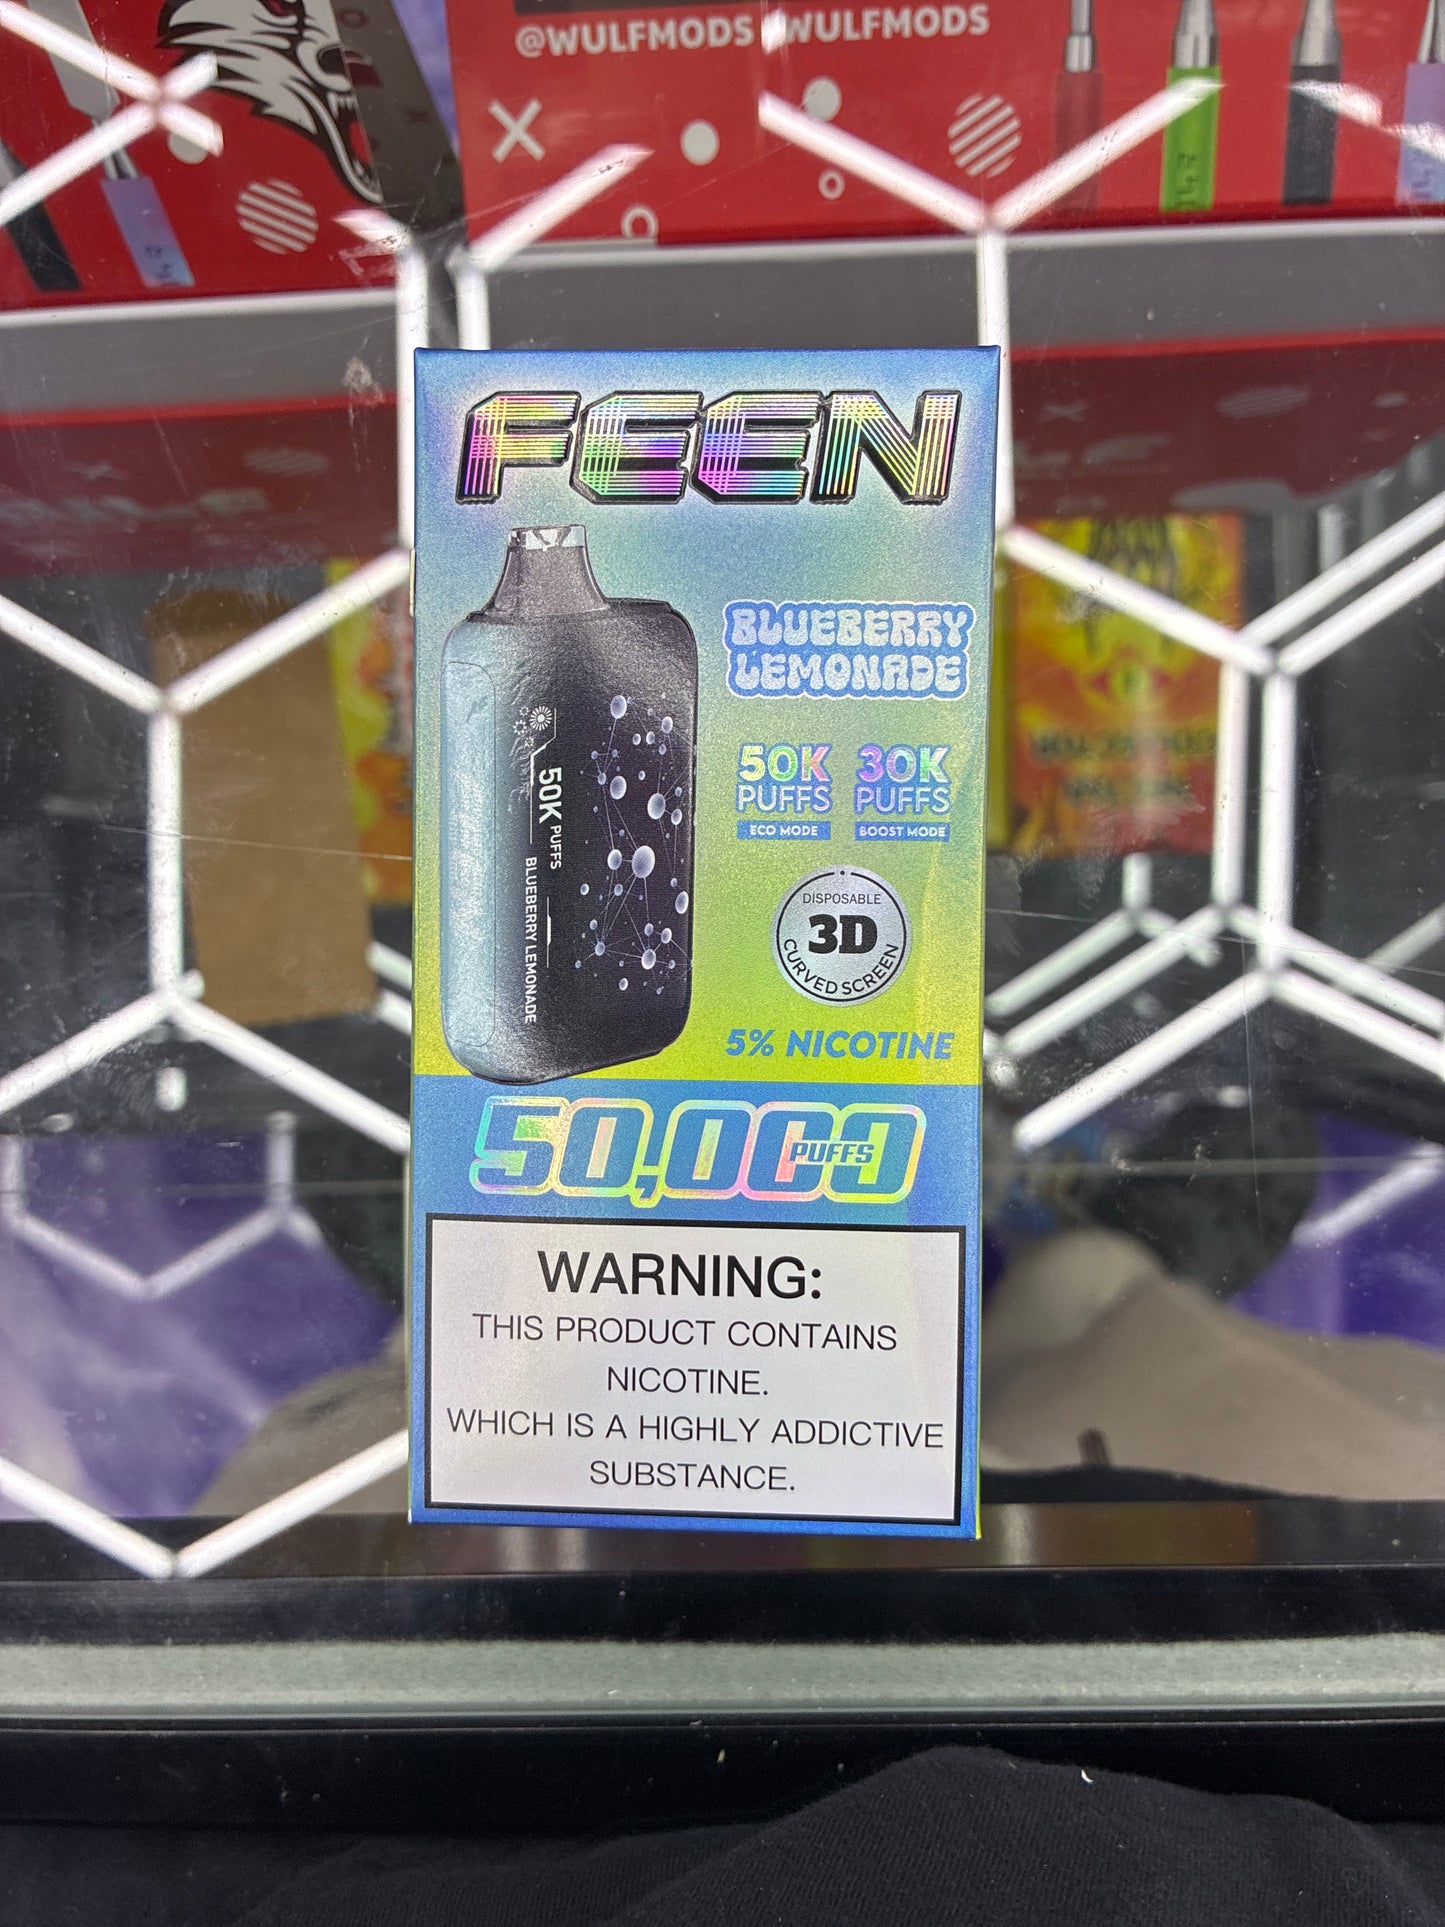 @WULFMODS /WULFMODS
FEEN
BLUEBERRY
LEMONADE
50K PUFFS
BLUEBERRY LEMONADE
50K 30K
PUFFS PUFFS
ECO MODE BOOST MODE
DISPOSABLE
3D
CURVED SCREEN
5% NICOTINE
50,000
PUFFS
WARNING:
THIS PRODUCT CONTAINS
NICOTINE.
WHICH IS A HIGHLY ADDICTIVE
SUBSTANCE.